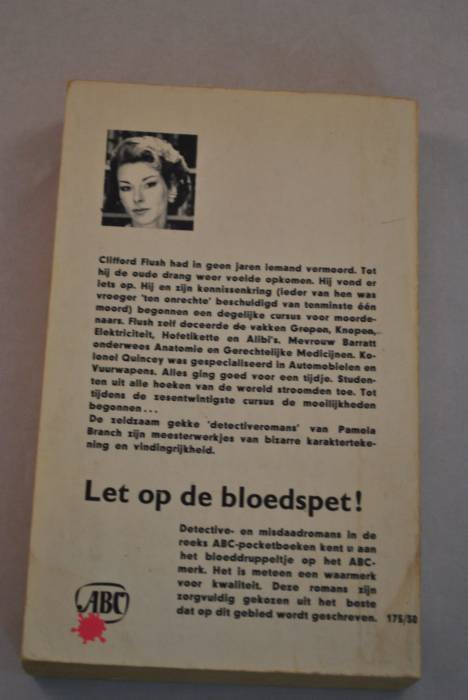 Clifford Flush had in geen jaren iemand vermoord. Tot
hij de oude drang weer voelde opkomen. Hij vond er
iets op. Hij en zijn kennissenkring (ieder van hen was
vroeger 'ten onrechte' beschuldigd van tenminste één
moord) begonnen een degelijke cursus voor moorde-
naars. Flush zelf doceerde de vakken Grepen, Knopen,
Elektriciteit, Hofetikette en Alibi's. Mevrouw Barratt
onderwees Anatomie en Gerechtelijke Medicijnen. Ko-
lonel Quincey was gespecialiseerd in Automobielen en
Vuurwapens. Alles ging goed voor een tijdje. Studen-
ten uit alle hoeken van de wereld stroomden toe. Tot
tijdens de zesentwintigste cursus de moeilijkheden
begonnen...
De zeldzaam gekke 'detectiveromans' van Pamela
Branch zijn meesterwerkjes van bizarre karaktereke-
ning en vindingrijkheid.
Let op de bloedspet!
Detective- en misdaadromans in de
reeks ABC-pocketboeken kent u aan
het bloeddruppeltje op het ABC-
merk. Het is meteen een waarmerk
voor kwaliteit. Deze romans zijn
zorgvuldig gekozen uit het beste
dat op dit gebied wordt geschreven. 175/50
ABC